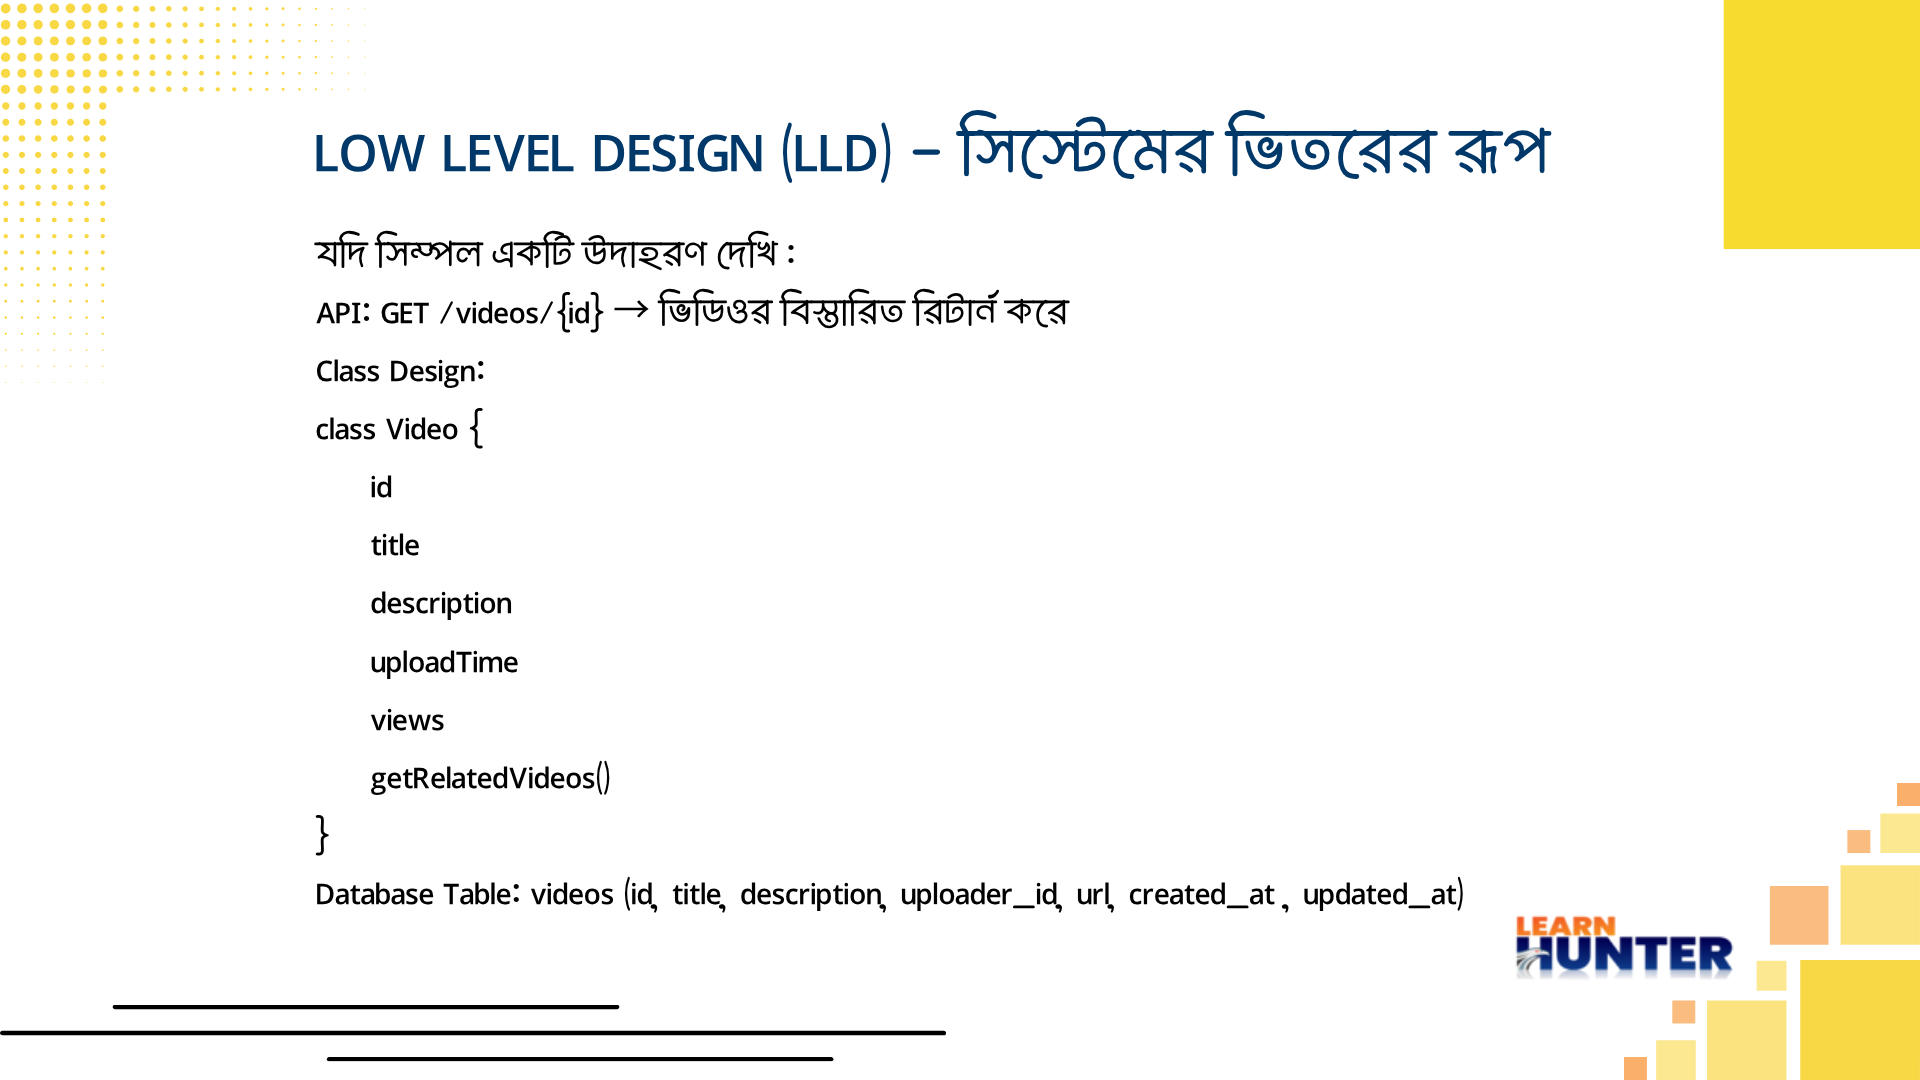 LOW LEVEL DESIGN (LLD) – সিস্টেমের ভিতরের রূপ
যদি সিম্পল একটি উদাহরণ দেখি :
API: GET /videos/{id} → ভিডিওর বিস্তারিত রিটার্ন করে
Class Design:
class Video {
id
title
description
uploadTime
views
getRelatedVideos()
}
Database Table: videos (id, title, description, uploader_id, url, created_at , updated_at)
LEARN
HUNTER